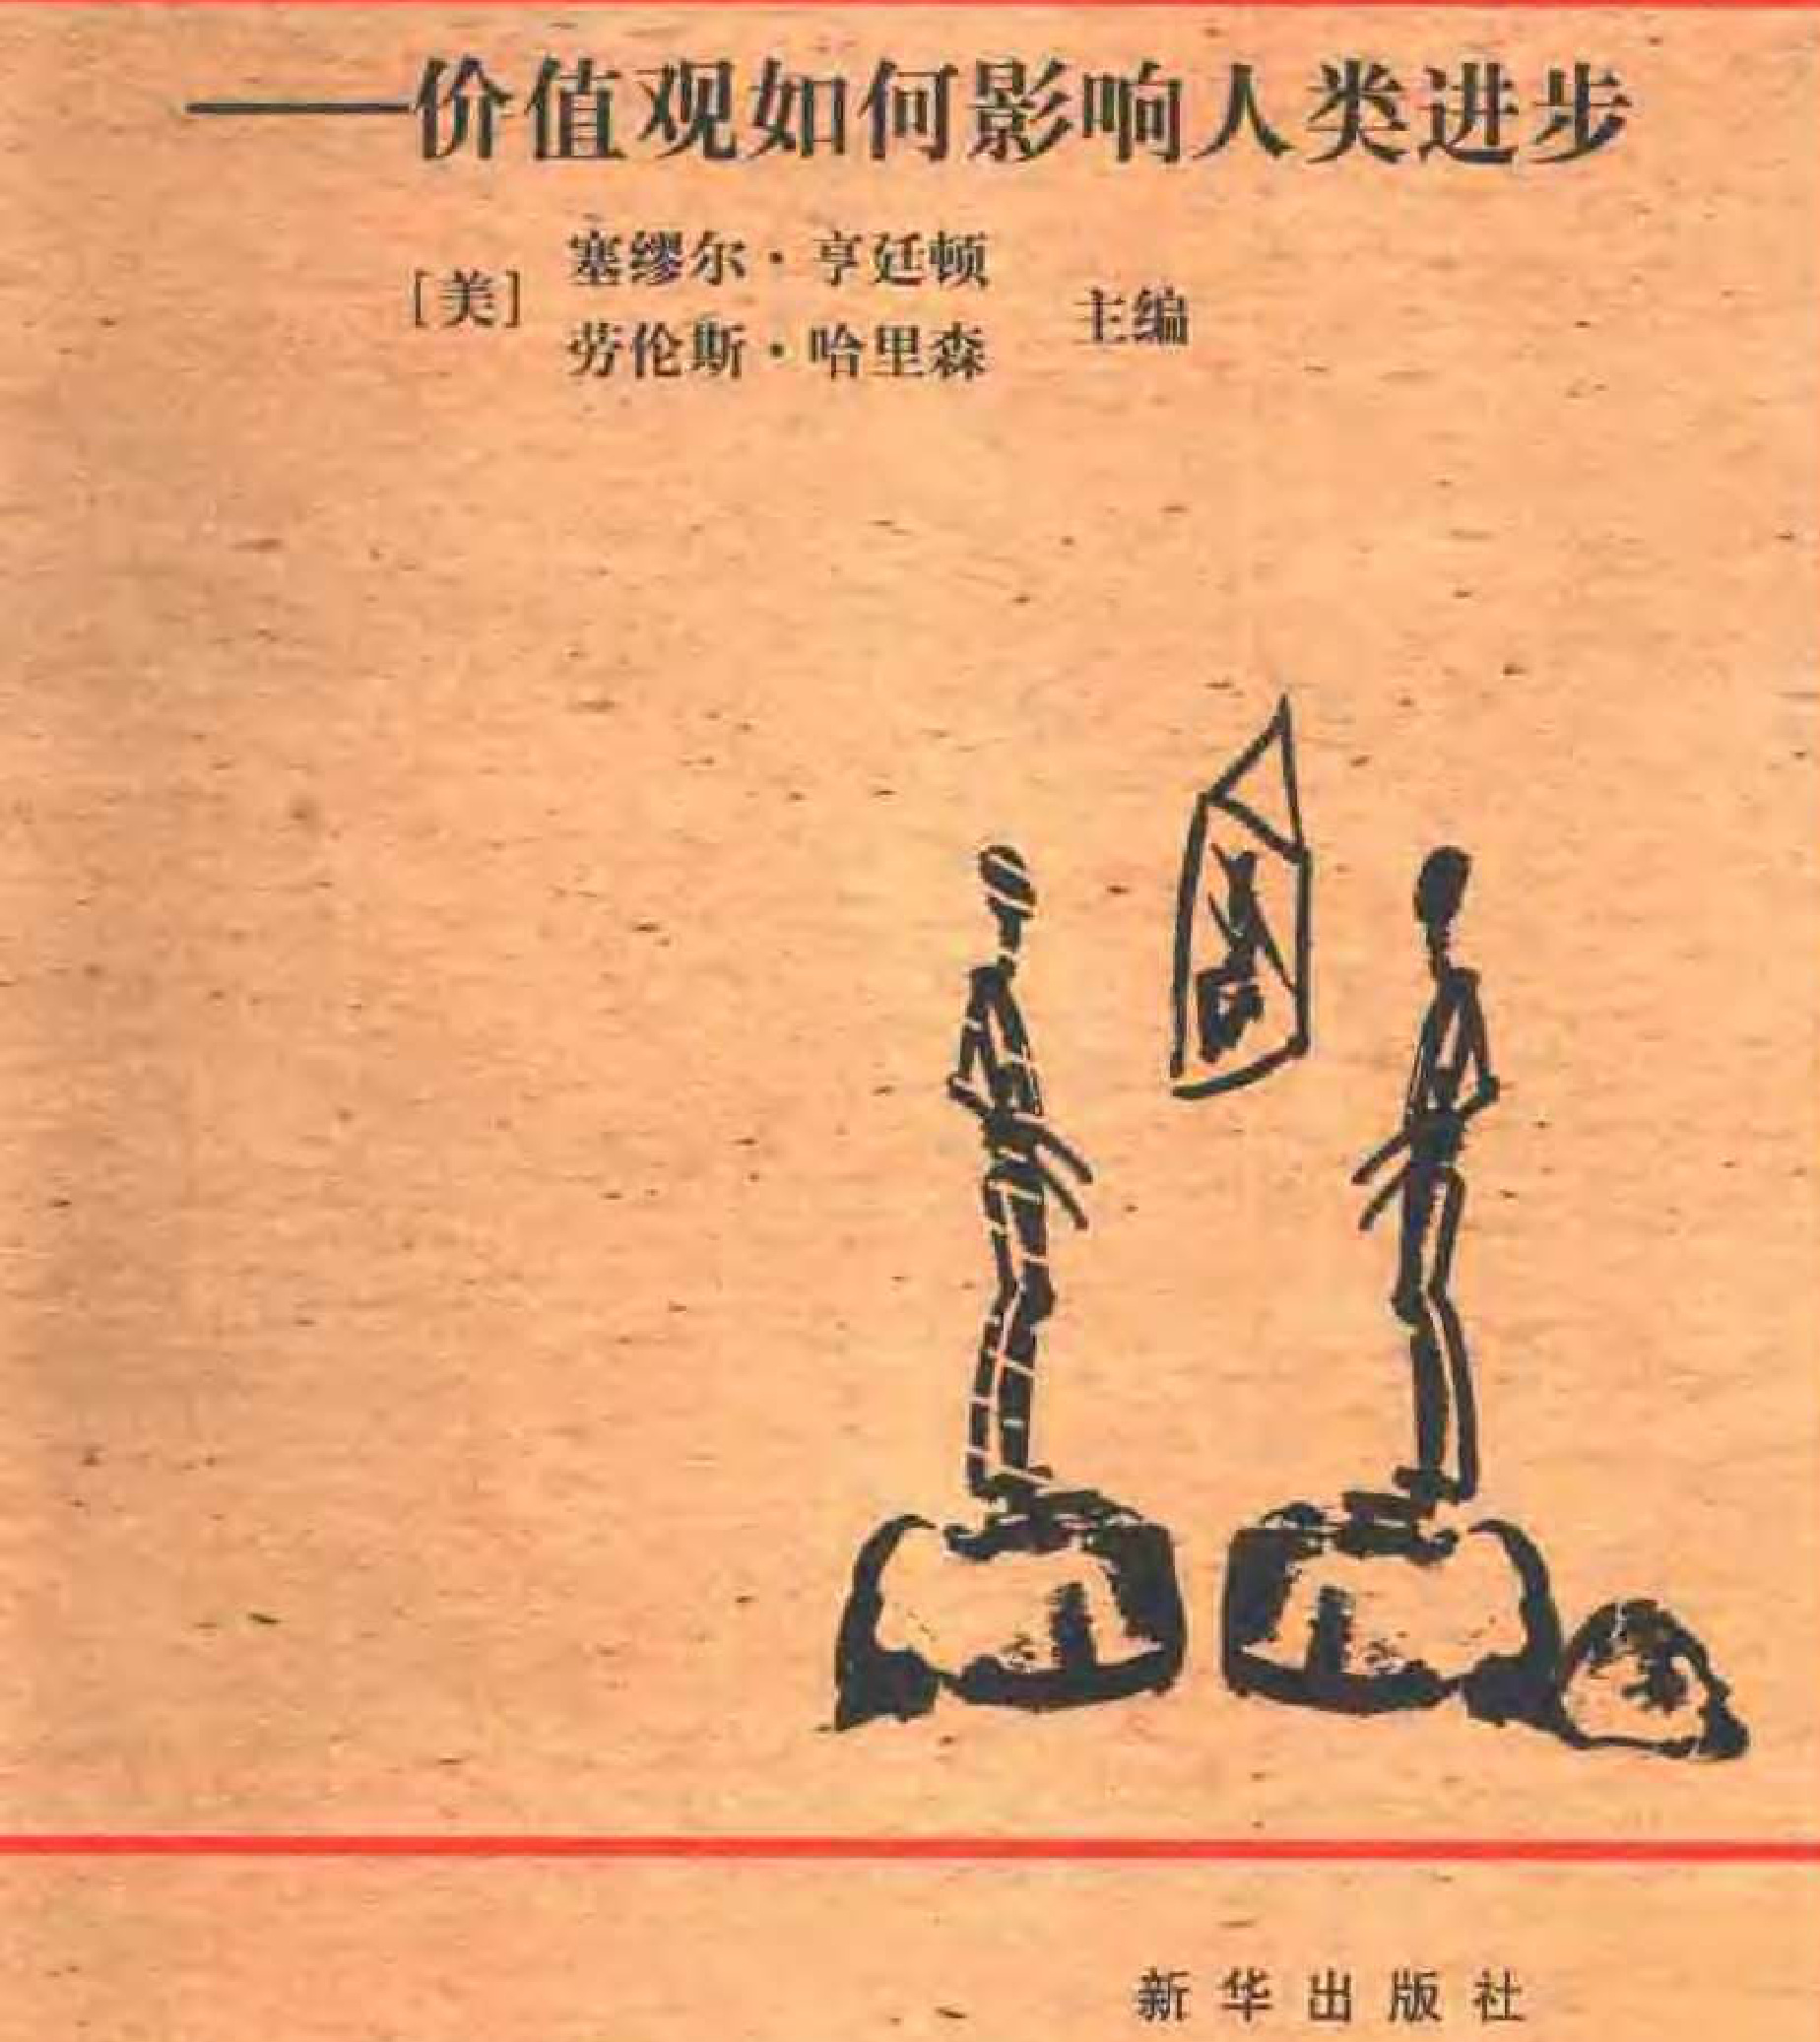 ——价值观如何影响人类进步
[美]
塞缪尔·亨廷顿
劳伦斯·哈里森
主编
新华出版社